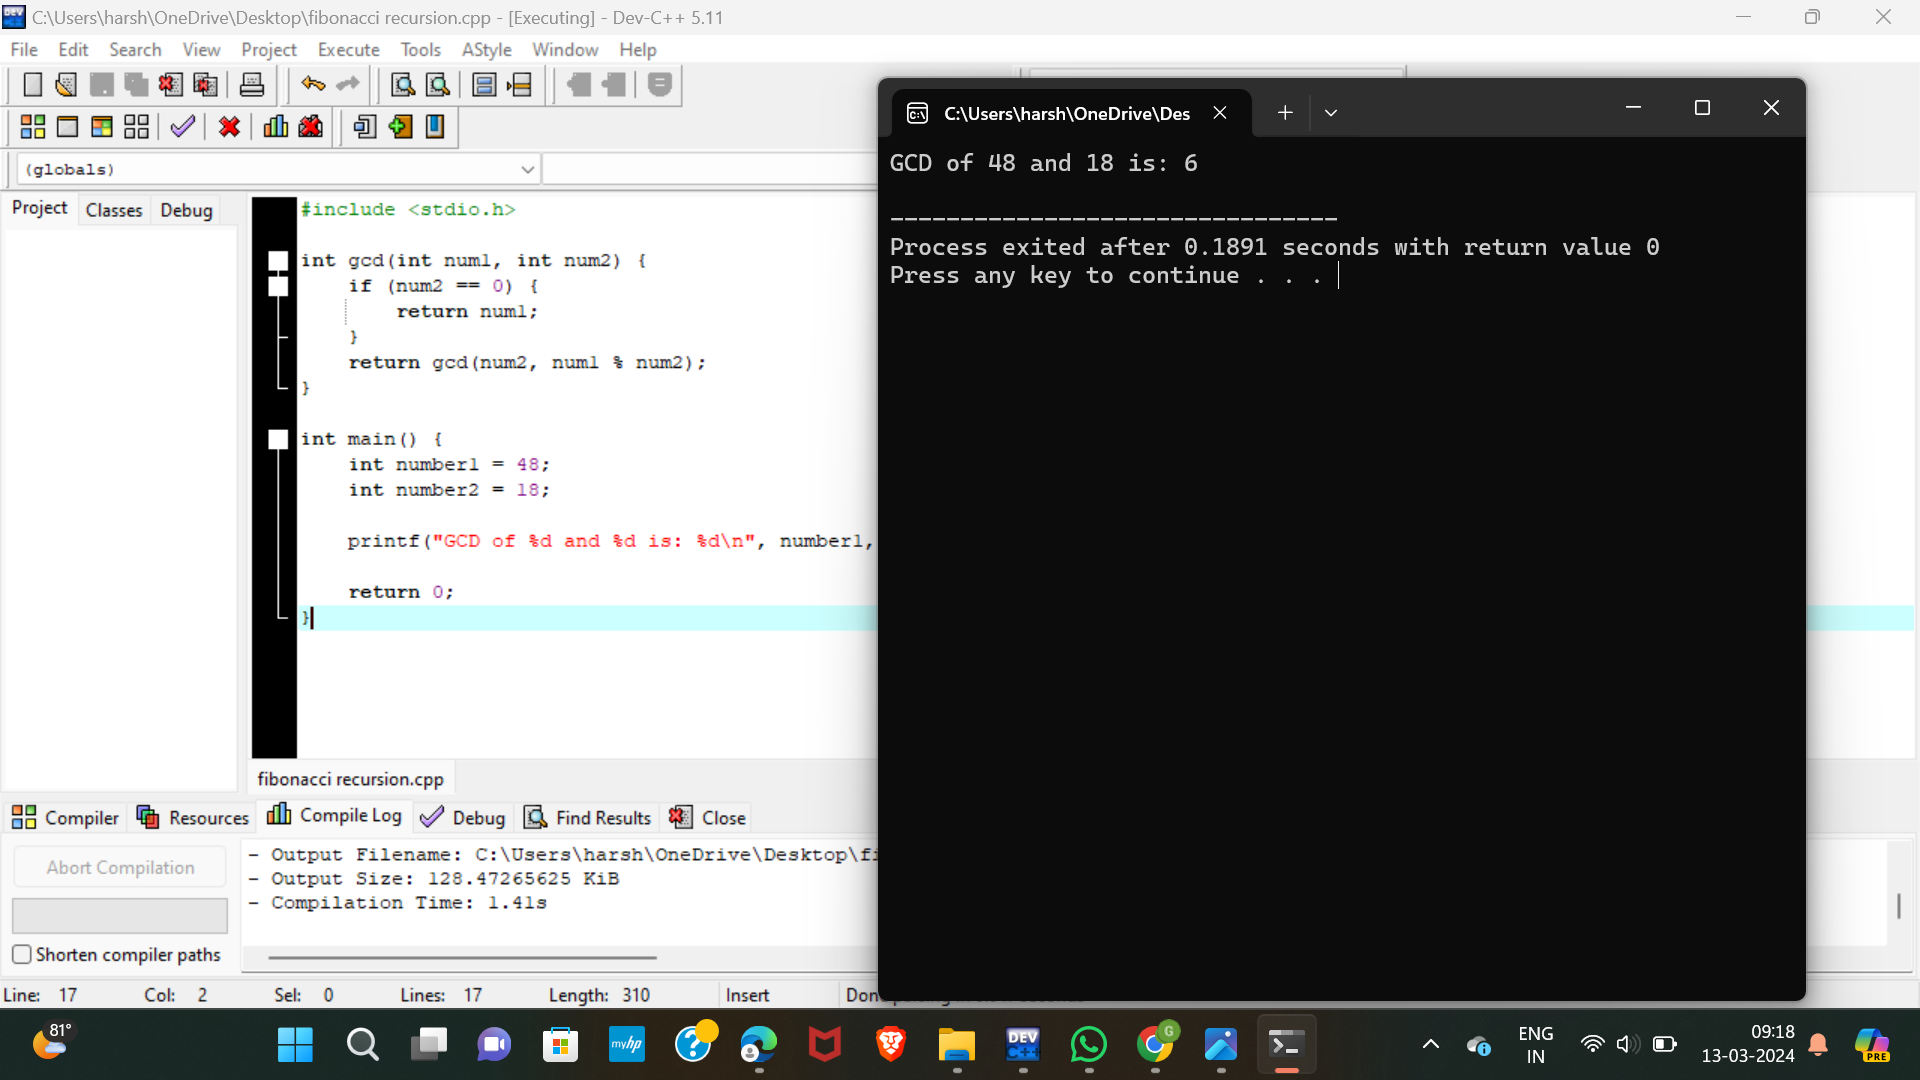 C:\Users\harsh\OneDrive\Desktop\fibonacci recursion.cpp - [Executing] - Dev-C++ 5.11
File Edit Search View Project Execute Tools AStyle Window Help
(globals)
Project Classes Debug
#include <stdio.h>
int gcd(int num1, int num2) {
if (num2 == 0) {
return num1;
}
return gcd(num2, num1 % num2);
}
int main() {
int number1 = 48;
int number2 = 18;
printf("GCD of %d and %d is: %d\n", number1,
return 0;
}
fibonacci recursion.cpp
C:\Users\harsh\OneDrive\Des
GCD of 48 and 18 is: 6
--------------------------------
Process exited after 0.1891 seconds with return value 0
Press any key to continue . . .
Compiler Resources Compile Log Debug Find Results Close
Abort Compilation
Shorten compiler paths
- Output Filename: C:\Users\harsh\OneDrive\Desktop\fi
- Output Size: 128.47265625 KiB
- Compilation Time: 1.41s
Line: 17 Col: 2 Sel: 0 Lines: 17 Length: 310 Insert Don
81°
myhp
DEV C++
G
ENG
IN
09:18
13-03-2024
PRE